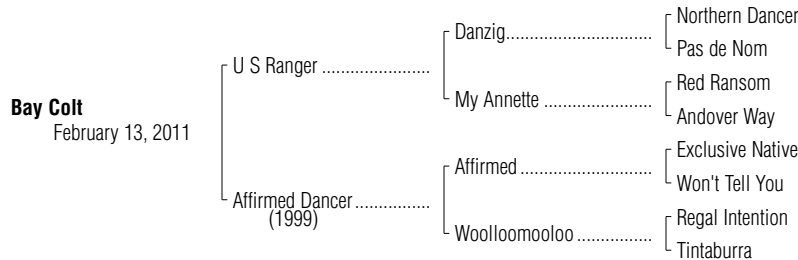 Bay Colt
February 13, 2011
U S Ranger .......................
Affirmed Dancer ................
(1999)
Danzig...............................
My Annette .......................
Affirmed............................
Woolloomooloo ................
Northern Dancer
Pas de Nom
Red Ransom
Andover Way
Exclusive Native
Won't Tell You
Regal Intention
Tintaburra